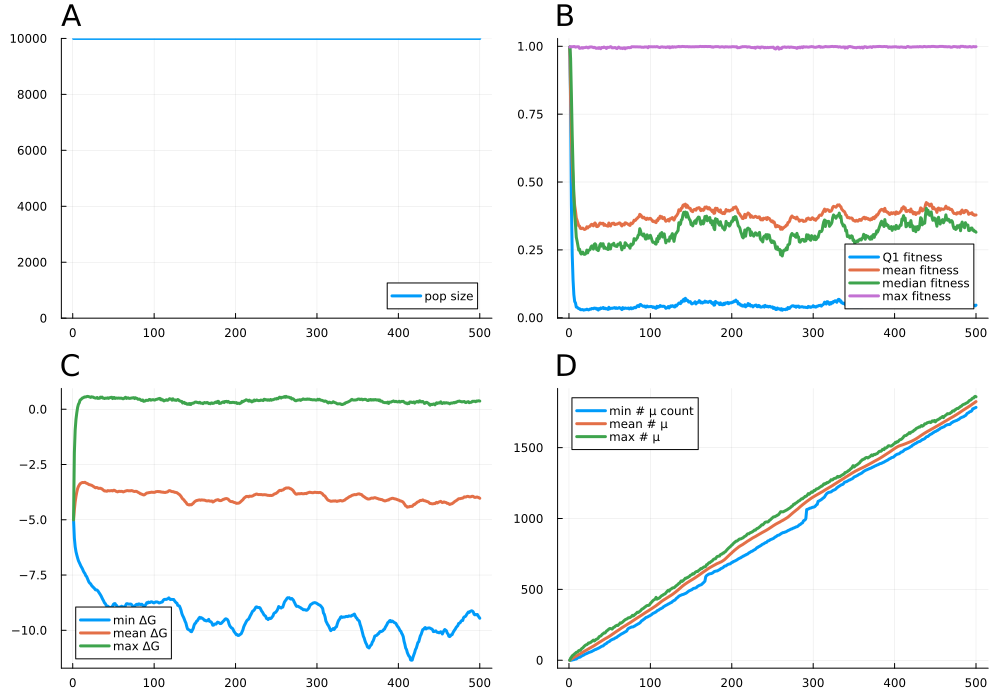 A
10000
8000
6000
4000
2000
0
0
100
200
300
400
500
pop size
B
1.00
0.75
0.50
0.25
0.00
0
100
200
300
400
500
Q1 fitness
mean fitness
median fitness
max fitness
C
0.0
−2.5
−5.0
−7.5
−10.0
0
100
200
300
400
500
min ΔG
mean ΔG
max ΔG
D
1500
1000
500
0
0
100
200
300
400
500
min # μ count
mean # μ
max # μ